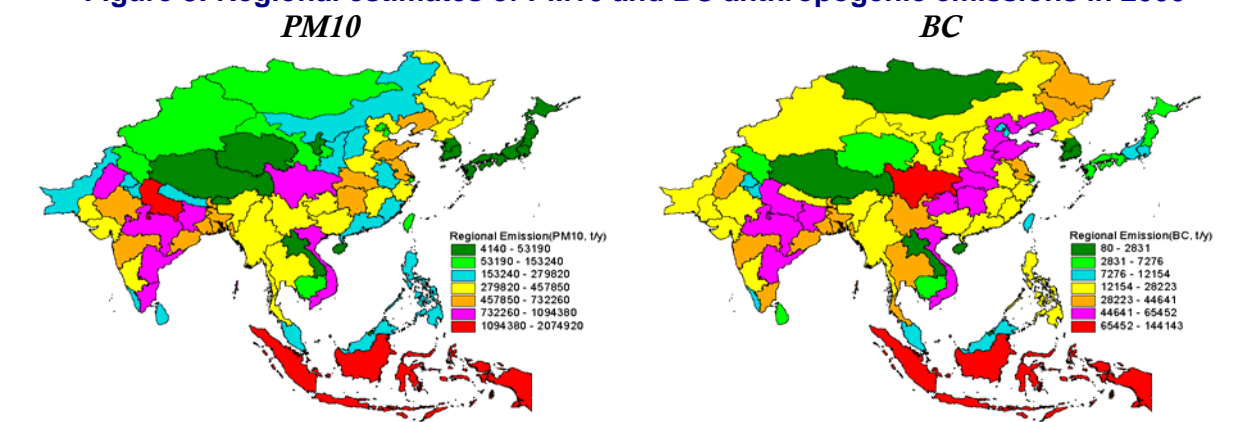 PM10
BC
Regional Emission(PM10, t/y)
4140 - 53190
53190 - 153240
153240 - 279820
279820 - 457850
457850 - 732260
732260 - 1094380
1094380 - 2074920
Regional Emission(BC, t/y)
80 - 2831
2831 - 7276
7276 - 12154
12154 - 28223
28223 - 44641
44641 - 65452
65452 - 144143